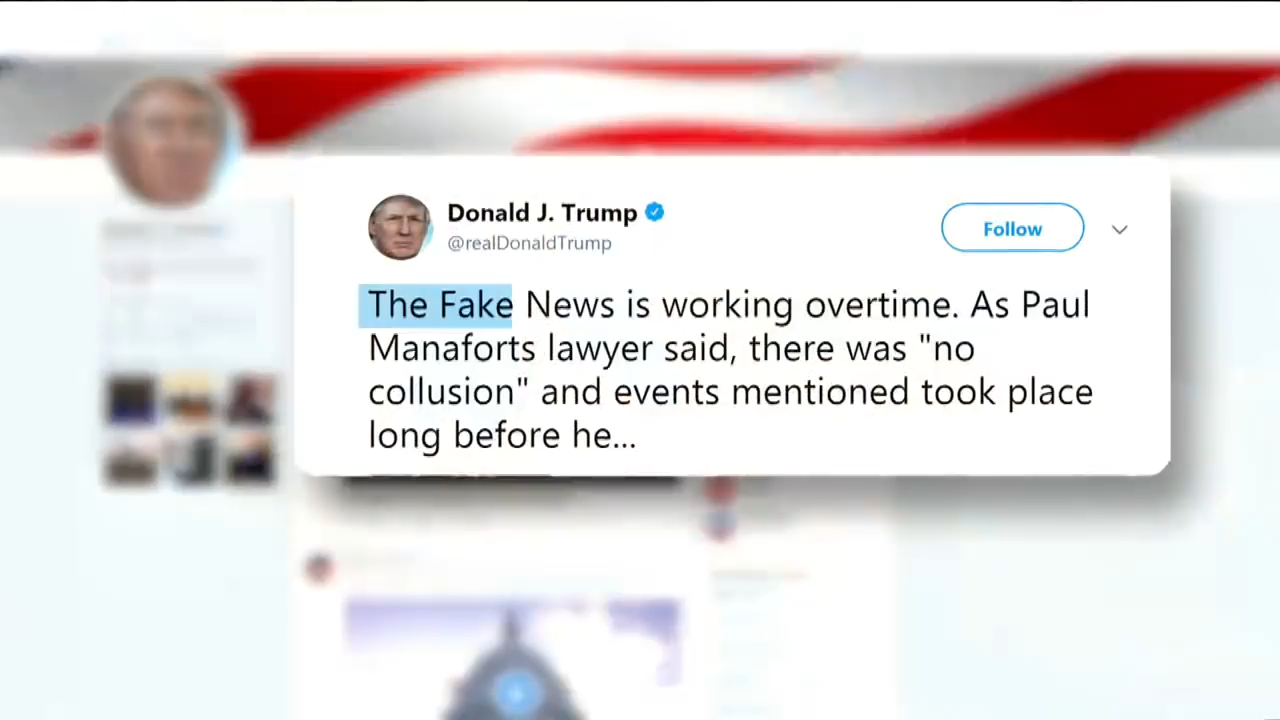 Donald J. Trump
@realDonaldTrump
Follow
The Fake News is working overtime. As Paul
Manaforts lawyer said, there was "no
collusion" and events mentioned took place
long before he...